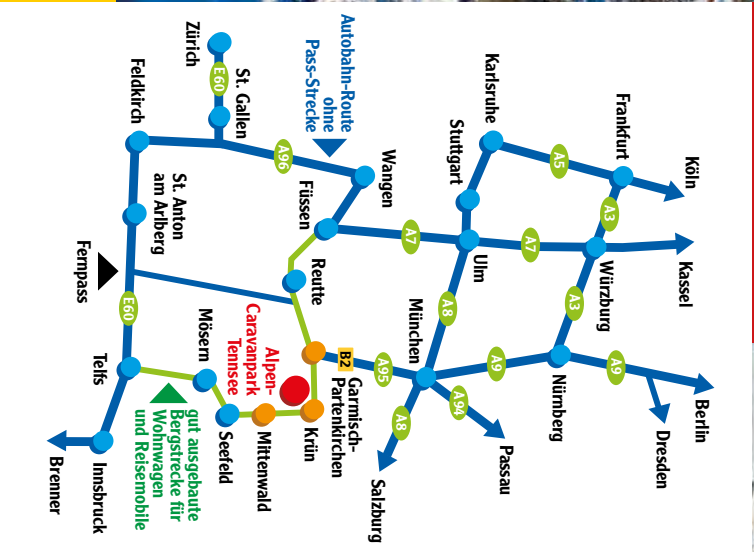 Köln
Kassel
Berlin
Dresden
Frankfurt
A3
Würzburg
A3
A9
A5
A7
Nürnberg
Karlsruhe
Stuttgart
Ulm
A9
Passau
A94
A8
München
A8
Salzburg
A7
A95
B2
Garmisch-
Partenkirchen
Autobahn-Route
ohne
Pass-Strecke
Wangen
Füssen
A96
Reutte
Krün
Alpen-
Caravanpark
Tennsee
Mittenwald
Seefeld
Mösern
Zürich
E60
St. Gallen
Feldkirch
St. Anton
am Arlberg
Fernpass
E60
Telfs
gut ausgebaute
Bergstrecke für
Wohnwagen
und Reisemobile
Innsbruck
Brenner